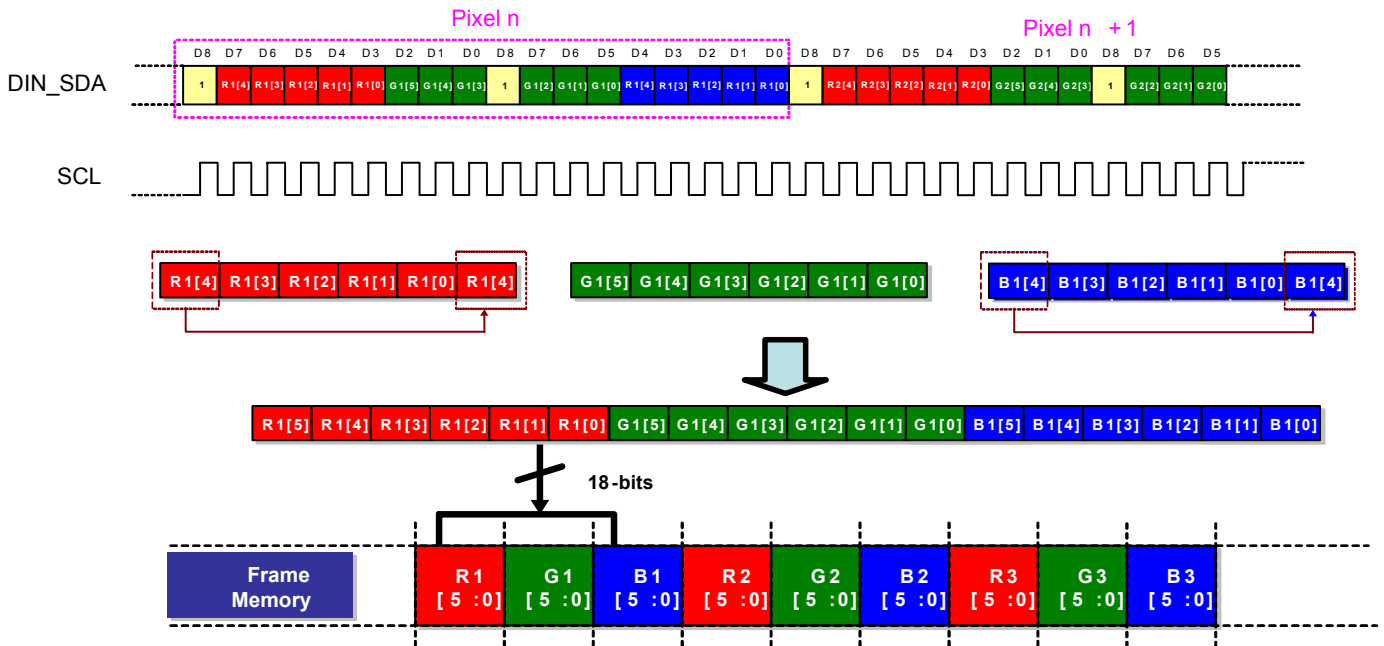 Pixel n
Pixel n + 1
D8 D7 D6 D5 D4 D3 D2 D1 D0 D8 D7 D6 D5 D4 D3 D2 D1 D0 D8 D7 D6 D5 D4 D3 D2 D1 D0 D8 D7 D6 D5
DIN_SDA 1 R1[4] R1[3] R1[2] R1[1] R1[0] G1[5] G1[4] G1[3] 1 G1[2] G1[1] G1[0] R1[4] R1[3] R1[2] R1[1] R1[0] 1 R2[4] R2[3] R2[2] R2[1] R2[0] G2[5] G2[4] G2[3] 1 G2[2] G2[1] G2[0]
SCL
R1[4] R1[3] R1[2] R1[1] R1[0] R1[4] G1[5] G1[4] G1[3] G1[2] G1[1] G1[0] B1[4] B1[3] B1[2] B1[1] B1[0] B1[4]
R1[5] R1[4] R1[3] R1[2] R1[1] R1[0] G1[5] G1[4] G1[3] G1[2] G1[1] G1[0] B1[5] B1[4] B1[3] B1[2] B1[1] B1[0]
18-bits
Frame R1 G1 B1 R2 G2 B2 R3 G3 B3
Memory [5 :0] [5 :0] [5 :0] [5 :0] [5 :0] [5 :0] [5 :0] [5 :0] [5 :0]